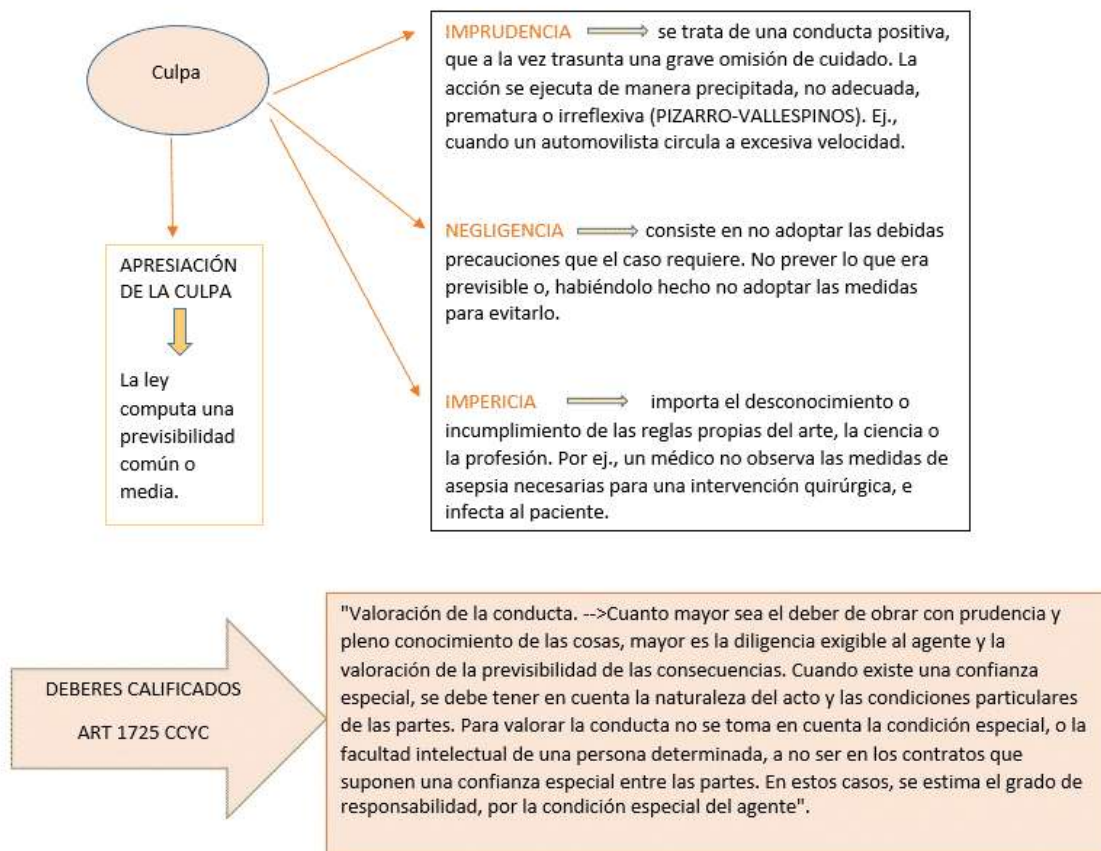 Culpa
IMPRUDENCIA se trata de una conducta positiva,
que a la vez trasunta una grave omisión de cuidado. La
acción se ejecuta de manera precipitada, no adecuada,
prematura o irreflexiva (PIZARRO-VALLESPINOS). Ej.,
cuando un automovilista circula a excesiva velocidad.
NEGLIGENCIA consiste en no adoptar las debidas
precauciones que el caso requiere. No prever lo que era
previsible o, habiéndolo hecho no adoptar las medidas
para evitarlo.
IMPERICIA importa el desconocimiento o
incumplimiento de las reglas propias del arte, la ciencia o
la profesión. Por ej., un médico no observa las medidas de
asepsia necesarias para una intervención quirúrgica, e
infecta al paciente.
APRESIACIÓN
DE LA CULPA
La ley
computa una
previsibilidad
común o
media.
DEBERES CALIFICADOS
ART 1725 CCYC
"Valoración de la conducta. -->Cuanto mayor sea el deber de obrar con prudencia y
pleno conocimiento de las cosas, mayor es la diligencia exigible al agente y la
valoración de la previsibilidad de las consecuencias. Cuando existe una confianza
especial, se debe tener en cuenta la naturaleza del acto y las condiciones particulares
de las partes. Para valorar la conducta no se toma en cuenta la condición especial, o la
facultad intelectual de una persona determinada, a no ser en los contratos que
suponen una confianza especial entre las partes. En estos casos, se estima el grado de
responsabilidad, por la condición especial del agente".